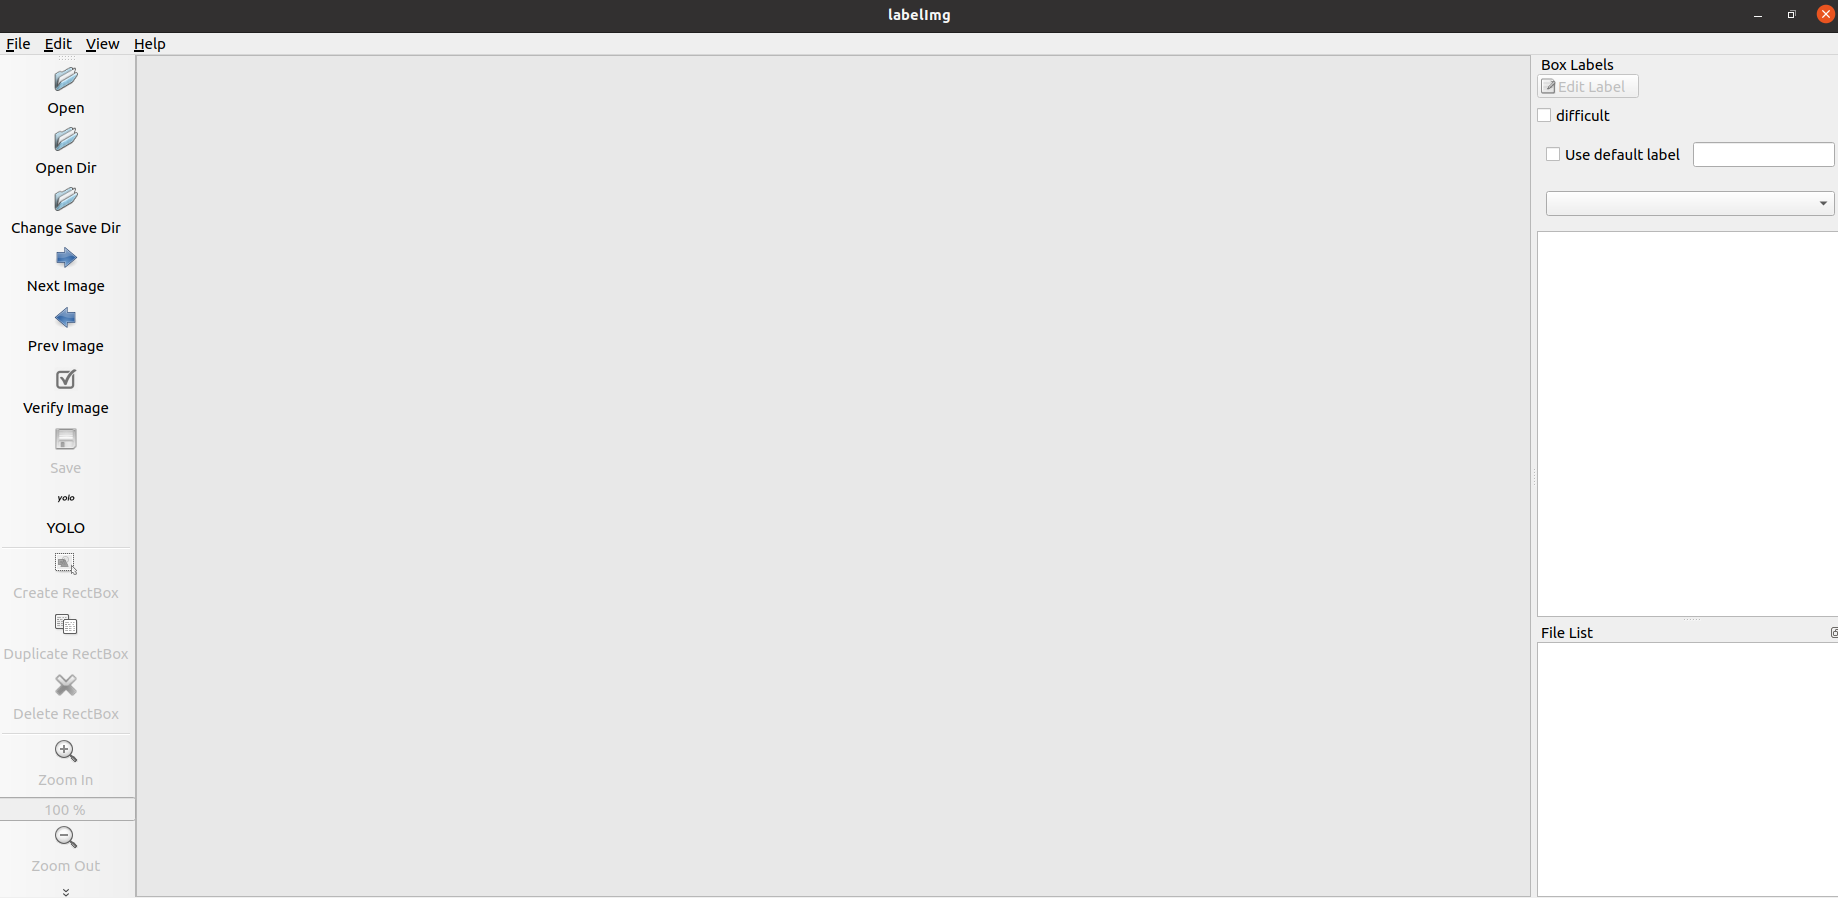 labelImg
File Edit View Help
Open
Open Dir
Change Save Dir
Next Image
Prev Image
Verify Image
Save
yolo
YOLO
Create RectBox
Duplicate RectBox
Delete RectBox
Zoom In
100 %
Zoom Out
Box Labels
Edit Label
difficult
Use default label
File List